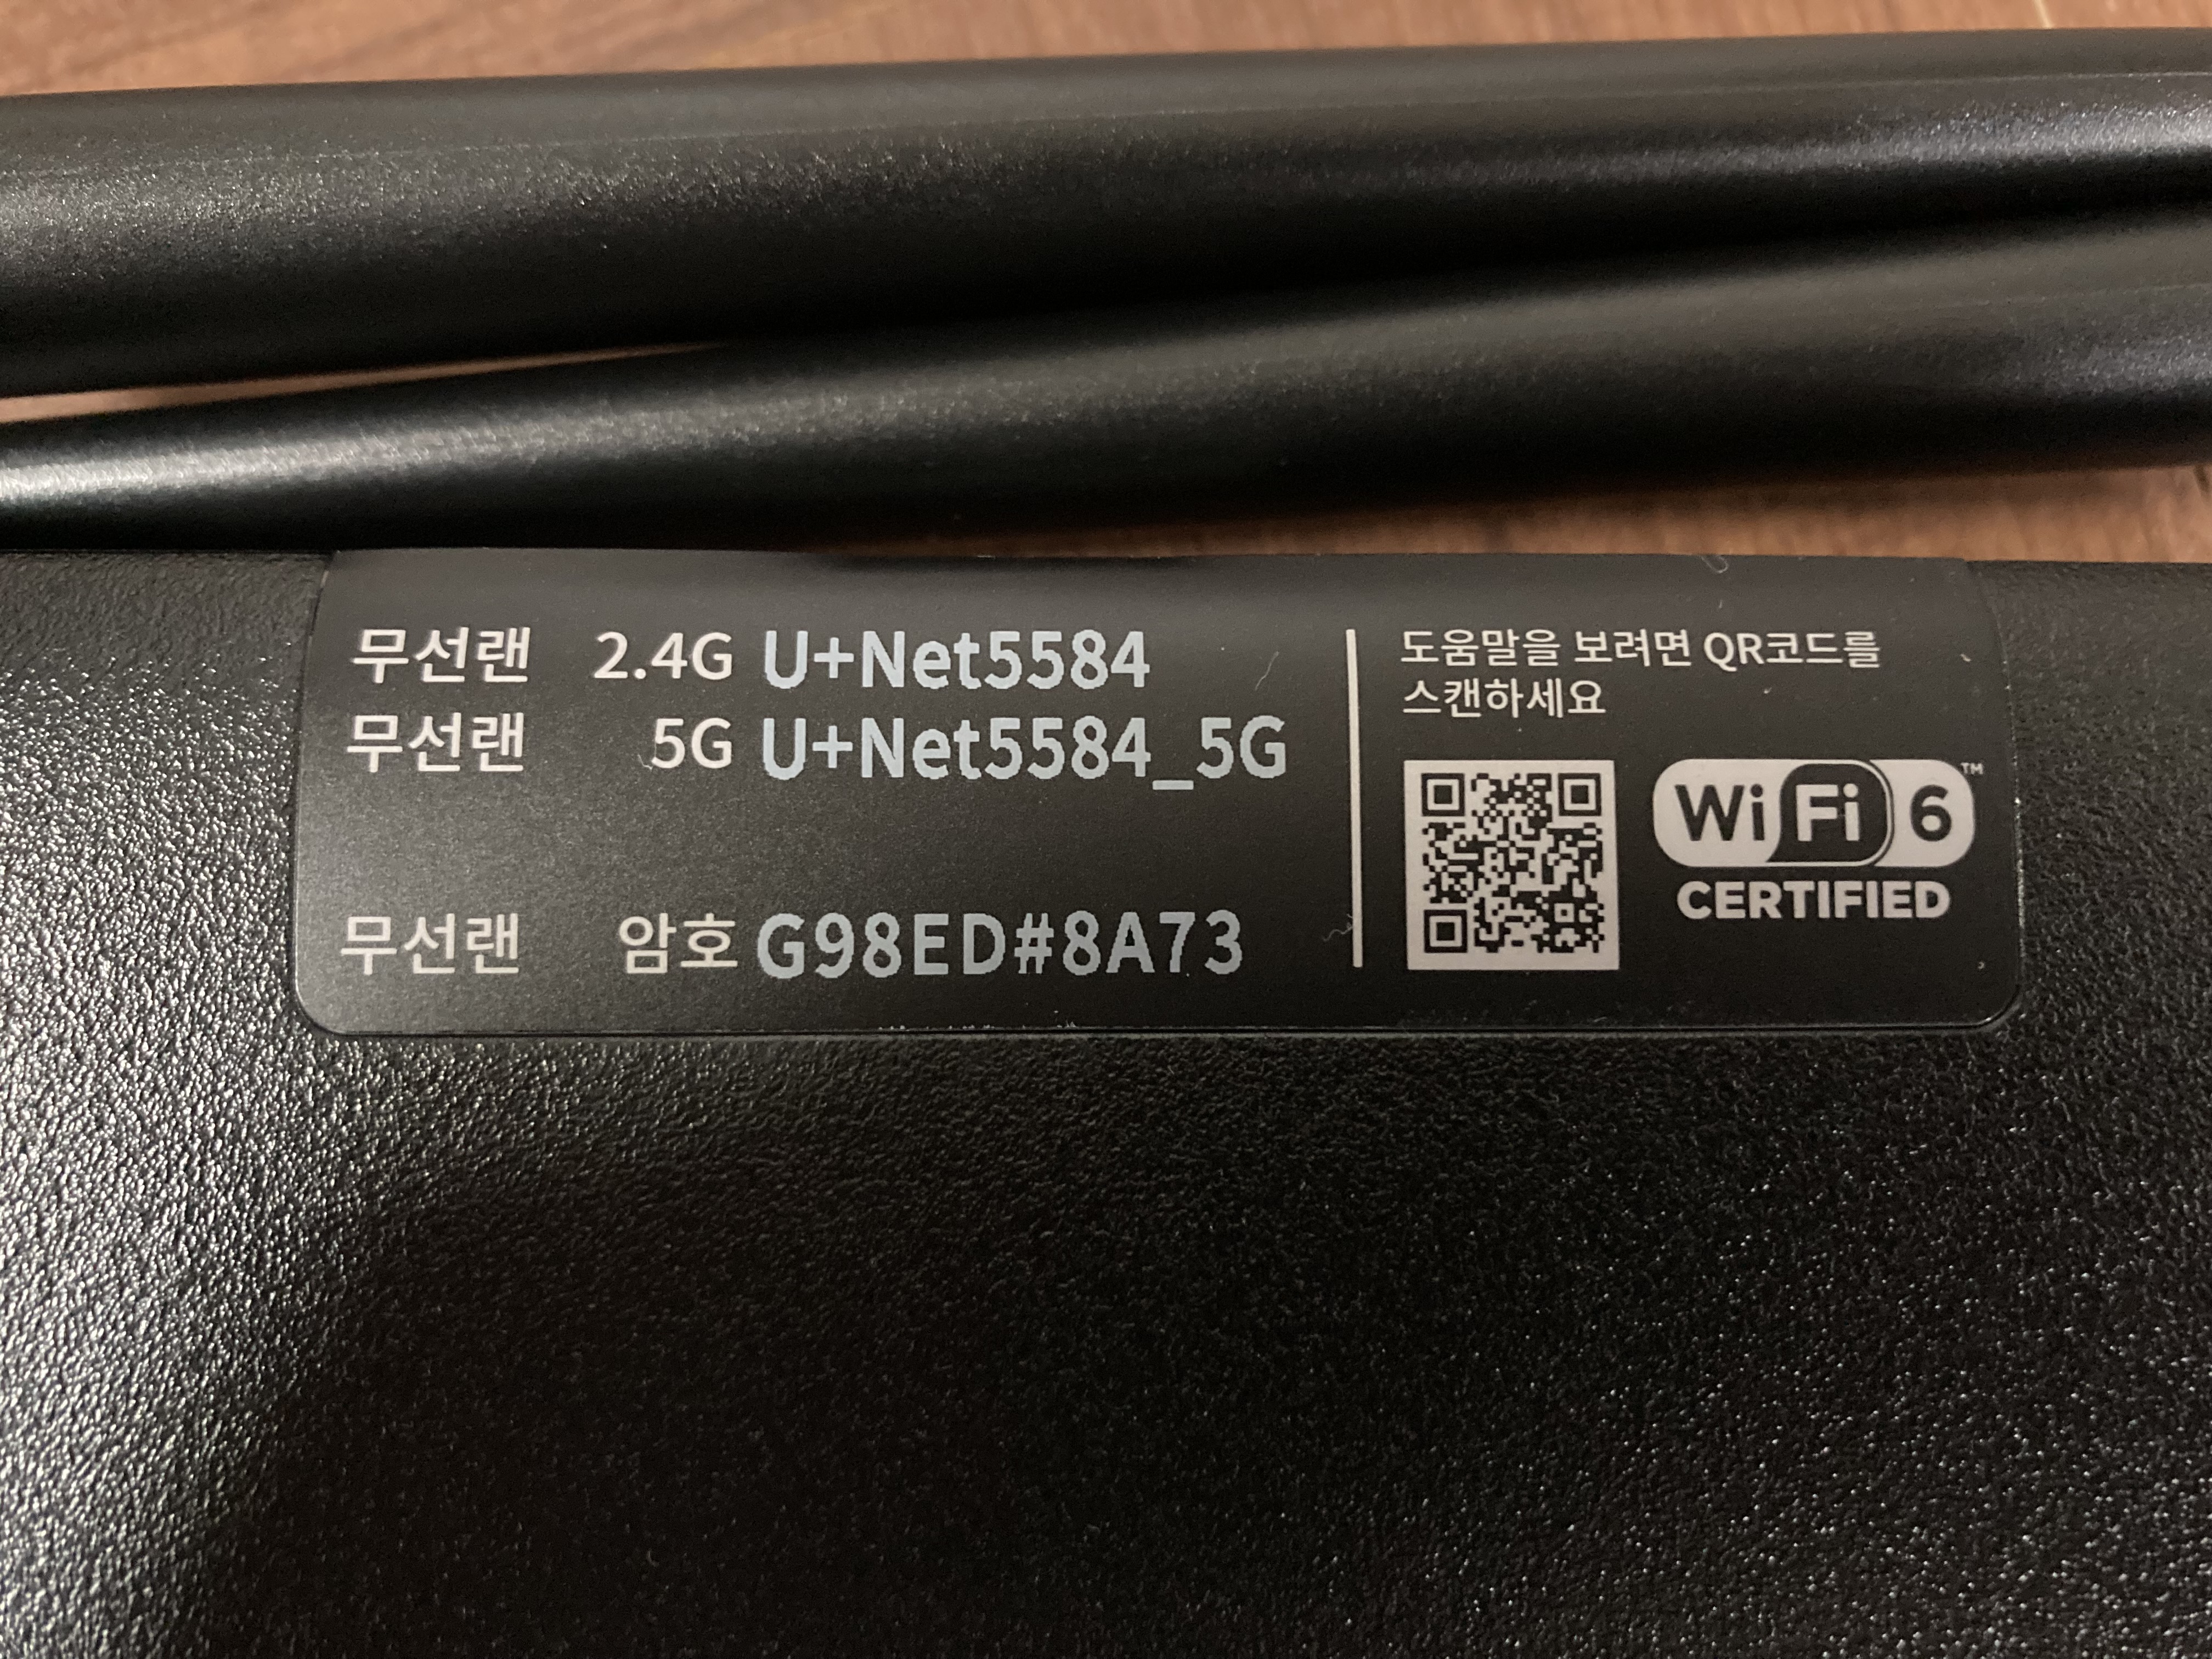 무선랜 2.4G U+Net5584
무선랜 5G U+Net5584_5G
무선랜 암호 G98ED#8A73
도움말을 보려면 QR코드를
스캔하세요
Wi Fi 6 ™
CERTIFIED